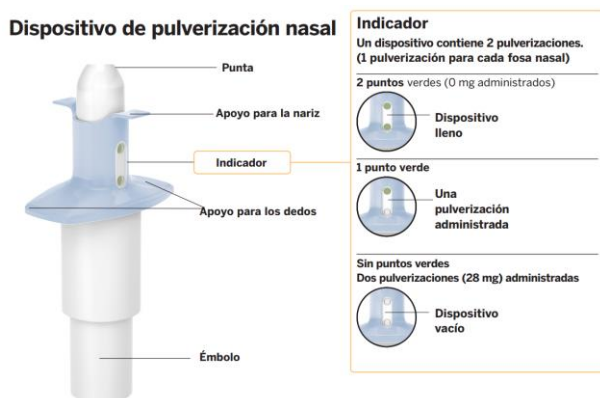 Dispositivo de pulverización nasal
Punta
Apoyo para la nariz
Indicador
Apoyo para los dedos
Émbolo
Indicador
Un dispositivo contiene 2 pulverizaciones.
(1 pulverización para cada fosa nasal)
2 puntos verdes (0 mg administrados)
Dispositivo
lleno
1 punto verde
Una
pulverización
administrada
Sin puntos verdes
Dos pulverizaciones (28 mg) administradas
Dispositivo
vacío